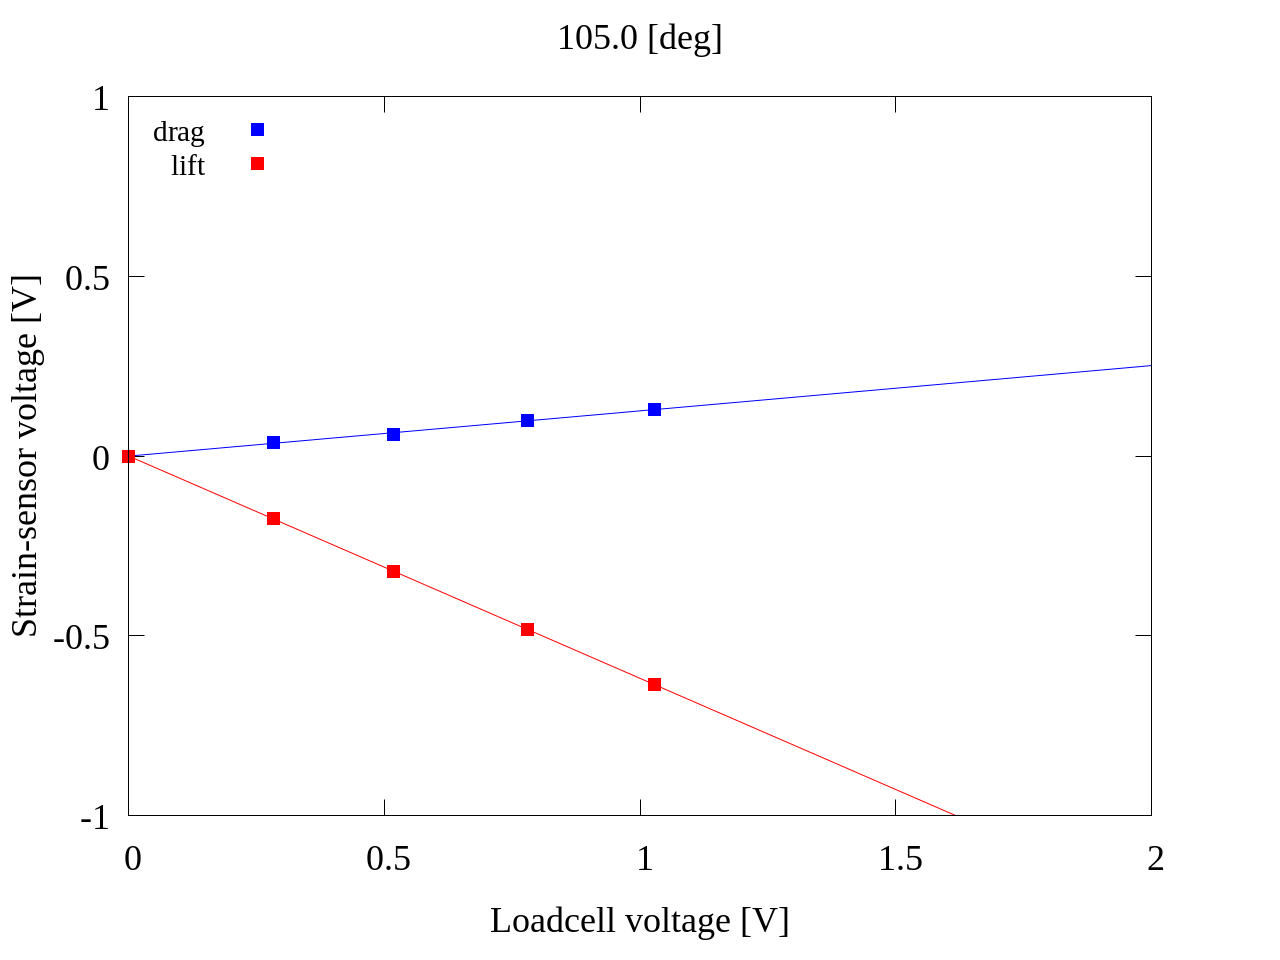 105.0 [deg]
drag
lift
1
0.5
0
-0.5
-1
Strain-sensor voltage [V]
0 0.5 1 1.5 2
Loadcell voltage [V]